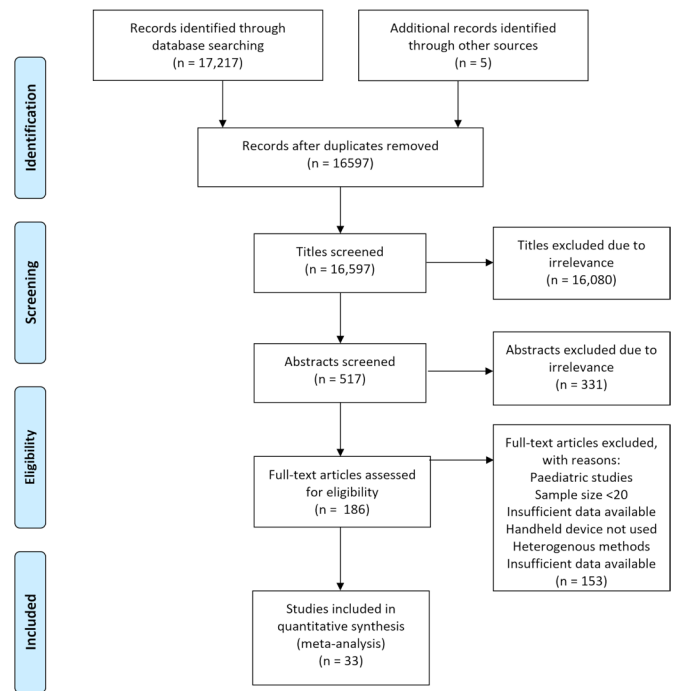 Records identified through
database searching
(n = 17,217)
Additional records identified
through other sources
(n = 5)
Identification
Records after duplicates removed
(n = 16597)
Screening
Titles screened
(n = 16,597)
Titles excluded due to
irrelevance
(n = 16,080)
Abstracts screened
(n = 517)
Abstracts excluded due to
irrelevance
(n = 331)
Eligibility
Full-text articles assessed
for eligibility
(n = 186)
Full-text articles excluded,
with reasons:
Paediatric studies
Sample size <20
Insufficient data available
Handheld device not used
Heterogenous methods
Insufficient data available
(n = 153)
Included
Studies included in
quantitative synthesis
(meta-analysis)
(n = 33)